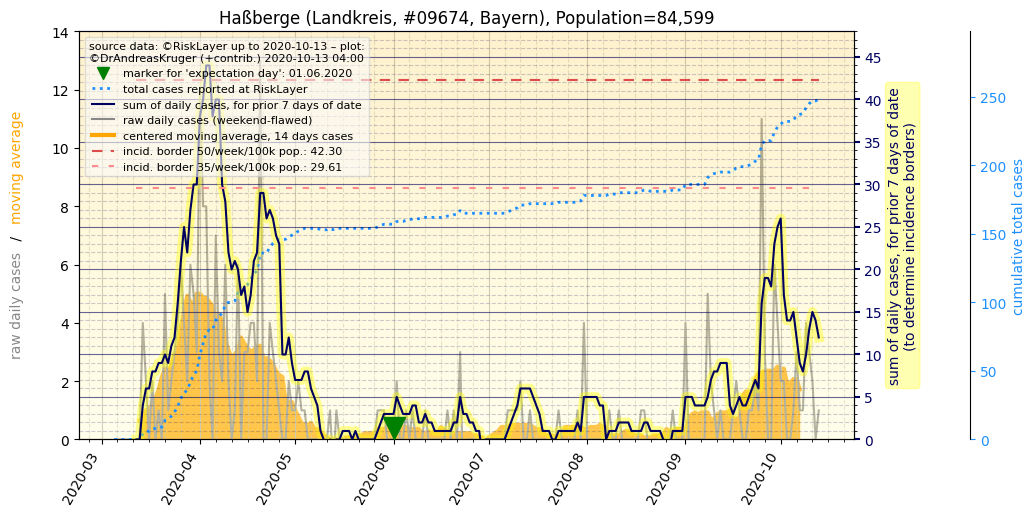 Haßberge (Landkreis, #09674, Bayern), Population=84,599
source data: ©RiskLayer up to 2020-10-13 – plot:
©DrAndreasKruger (+contrib.) 2020-10-13 04:00
marker for 'expectation day': 01.06.2020
total cases reported at RiskLayer
sum of daily cases, for prior 7 days of date
raw daily cases (weekend-flawed)
centered moving average, 14 days cases
incid. border 50/week/100k pop.: 42.30
incid. border 35/week/100k pop.: 29.61
raw daily cases / moving average
14
12
10
8
6
4
2
0
45
40
35
30
25
20
15
10
5
0
sum of daily cases, for prior 7 days of date
(to determine incidence borders)
250
200
150
100
50
0
cumulative total cases
2020-03
2020-04
2020-05
2020-06
2020-07
2020-08
2020-09
2020-10